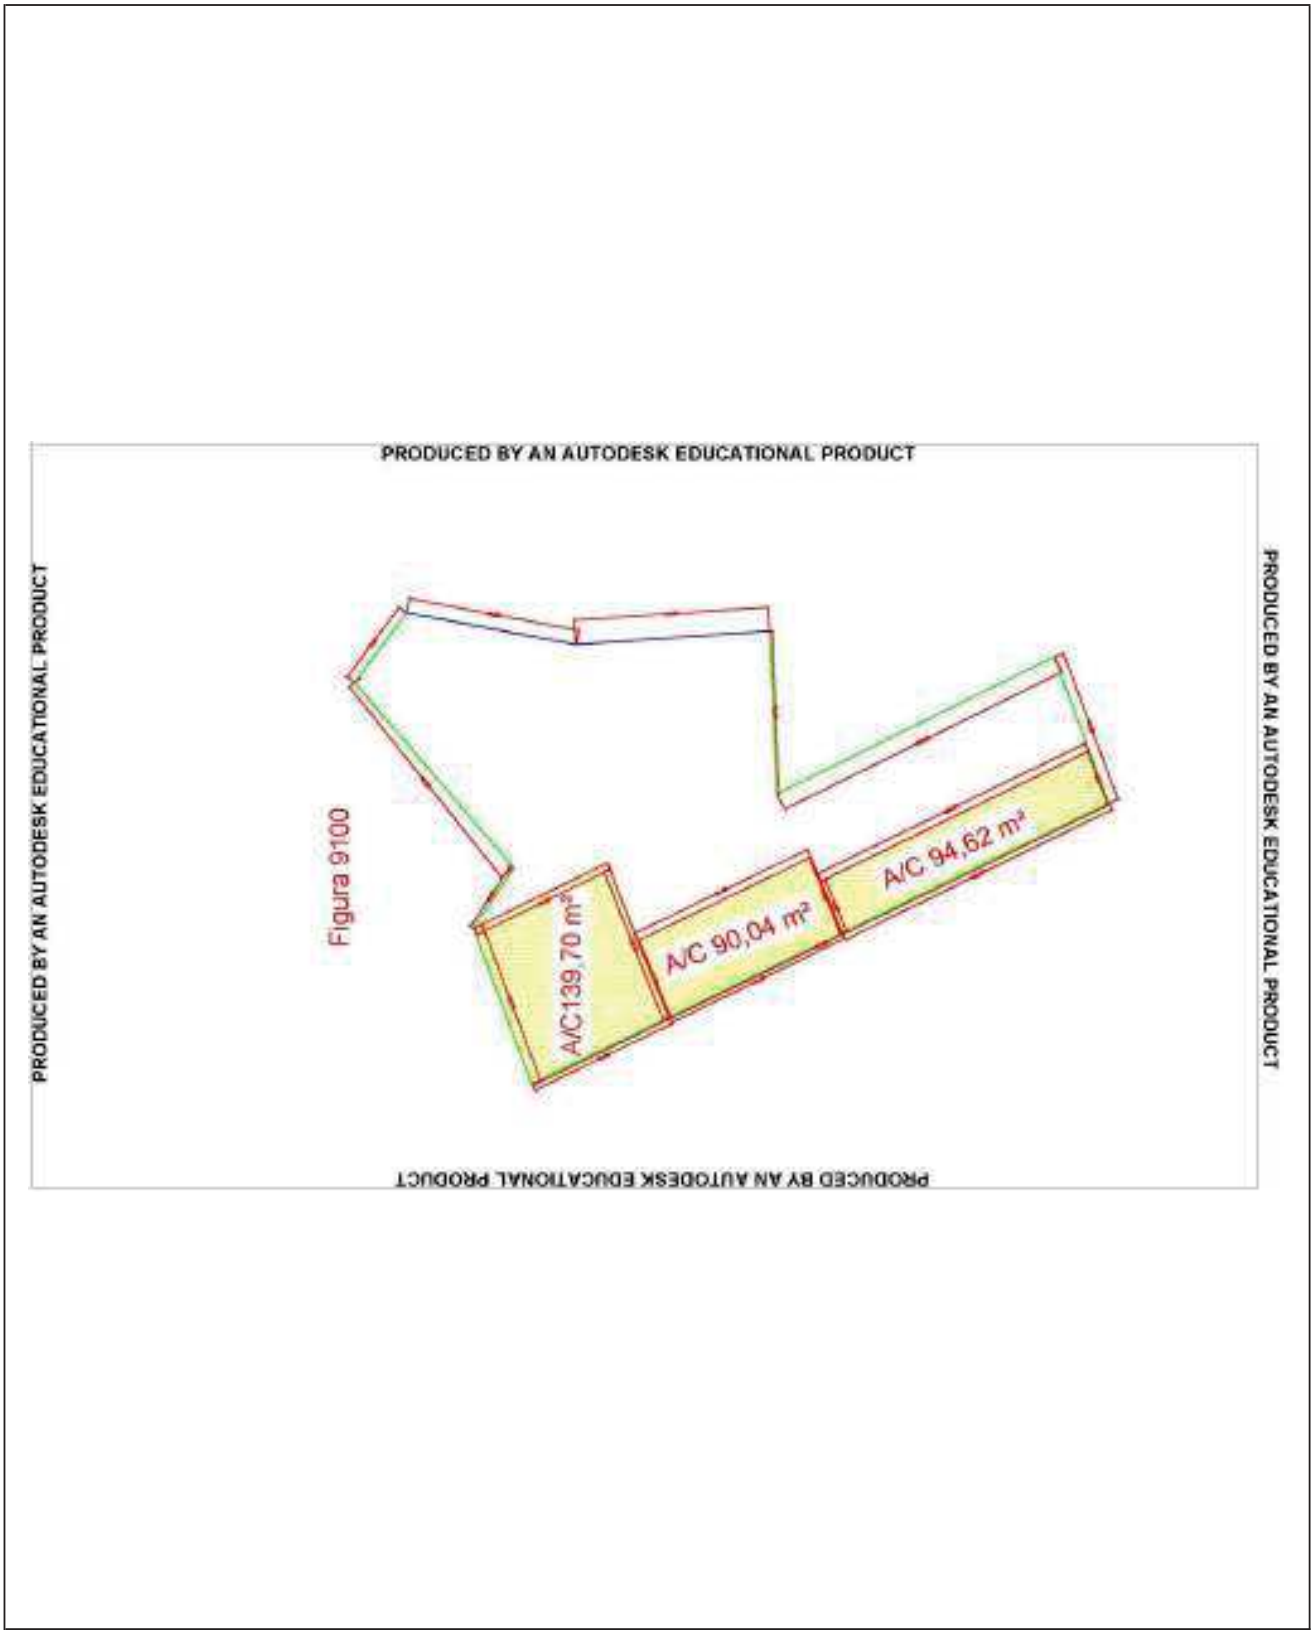 PRODUCED BY AN AUTODESK EDUCATIONAL PRODUCT
PRODUCED BY AN AUTODESK EDUCATIONAL PRODUCT
PRODUCED BY AN AUTODESK EDUCATIONAL PRODUCT
Figura 9100
A/C139,70 m²
A/C 90,04 m²
A/C 94,62 m²
PRODUCED BY AN AUTODESK EDUCATIONAL PRODUCT